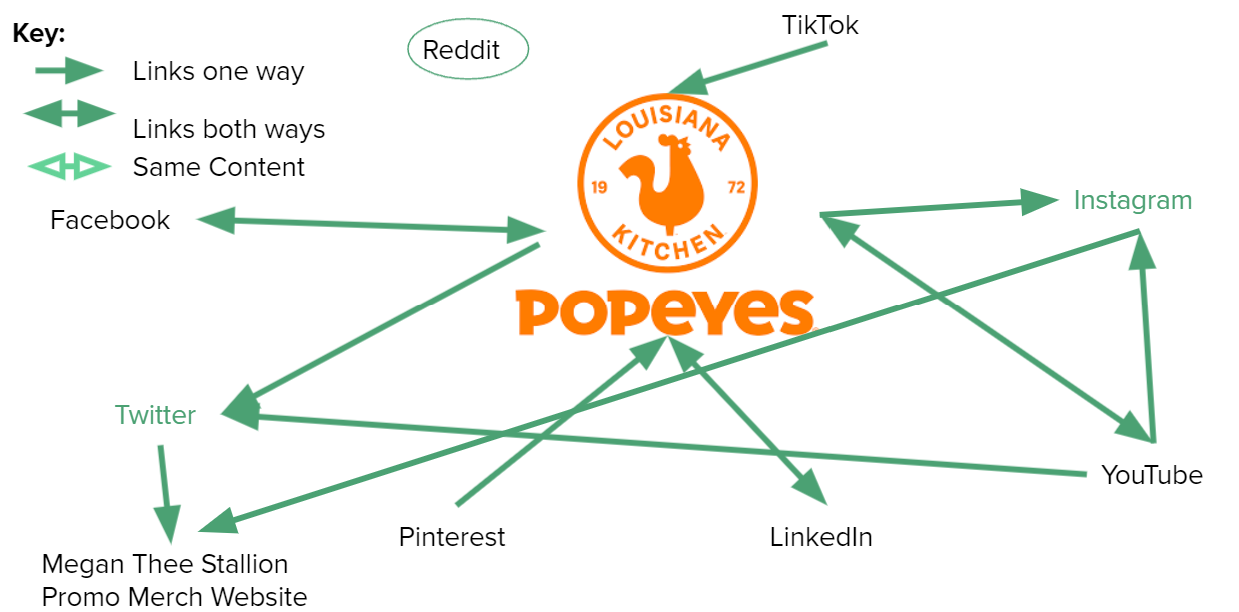 Key:
Links one way
Links both ways
Same Content
Reddit
TikTok
LOUISIANA
19 72
KITCHEN
POPEYES
Facebook
Instagram
Twitter
YouTube
Pinterest
LinkedIn
Megan Thee Stallion
Promo Merch Website